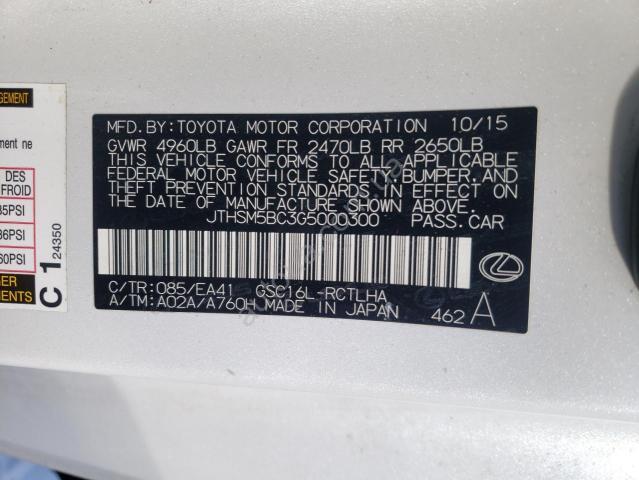 MFD.BY:TOYOTA MOTOR CORPORATION 10/15
GVWR 4960LB GAWR FR 2470LB RR 2650LB
THIS VEHICLE CONFORMS TO ALL APPLICABLE
FEDERAL MOTOR VEHICLE SAFETY,BUMPER,AND
THEFT PREVENTION STANDARDS IN EFFECT ON
THE DATE OF MANUFACTURE SHOWN ABOVE.
JTHSM5BC3G5000300 PASS.CAR
C/TR:085/EA41 GSC16L-RCTLHA
A/TM:A02A/A760H MADE IN JAPAN 462 A
GEMENT
ment ne
DES
FROID
35PSI
36PSI
60PSI
ER
EMENTS
C 1 24350